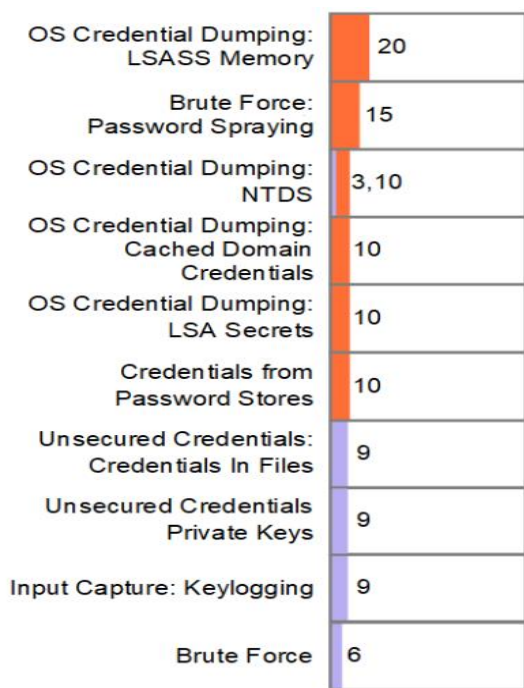 OS Credential Dumping:
LSASS Memory
20
Brute Force:
Password Spraying
15
OS Credential Dumping:
NTDS
3,10
OS Credential Dumping:
Cached Domain
Credentials
10
OS Credential Dumping:
LSA Secrets
10
Credentials from
Password Stores
10
Unsecured Credentials:
Credentials In Files
9
Unsecured Credentials
Private Keys
9
Input Capture: Keylogging
9
Brute Force
6